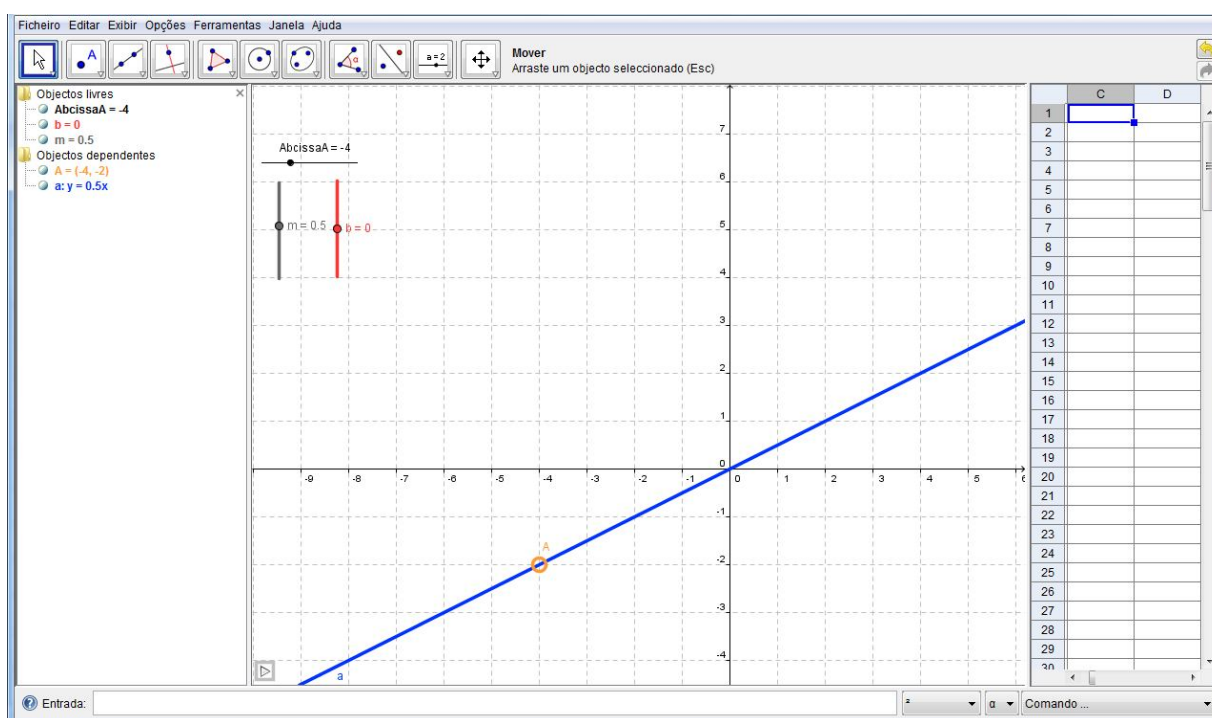 Ficheiro Editar Exibir Opções Ferramentas Janela Ajuda
A
α
a=2
Mover
Arraste um objecto seleccionado (Esc)
Objectos livres
AbcissaA = -4
b = 0
m = 0.5
Objectos dependentes
A = (-4, -2)
a: y = 0.5x
AbcissaA = -4
m = 0.5
b = 0
7
6
5
4
3
2
1
0
-9 -8 -7 -6 -5 -4 -3 -2 -1 0 1 2 3 4 5 6
-1
A
-2
-3
-4
a
C D
1
2
3
4
5
6
7
8
9
10
11
12
13
14
15
16
17
18
19
20
21
22
23
24
25
26
27
28
29
30
Entrada:
²
α
Comando ...